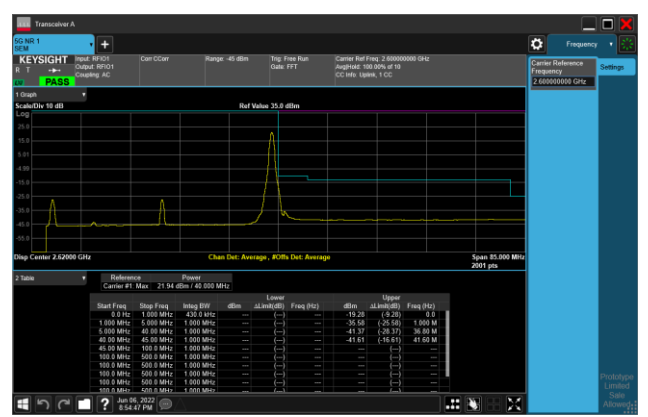 Transceiver A
5G NR 1
SEM
Frequency
KEYSIGHT
R T
PASS
Input: RFIO1
Output: RFIO1
Coupling: AC
Corr CCorr
Range: -45 dBm
Trig: Free Run
Gate: FFT
Carrier Ref Freq: 2.600000000 GHz
AvgHold: 100.00% of 10
CC Info: Uplink, 1 CC
Carrier Reference
Frequency
2.600000000 GHz
Settings
1 Graph
Scale/Div 10 dB
Ref Value 35.0 dBm
Log
25.0
15.0
5.00
-4.99
-15.0
-25.0
-35.0
-45.0
-55.0
Disp Center 2.62000 GHz
Chan Det: Average , #Offs Det: Average
Span 85.000 MHz
2001 pts
2 Table
Reference Power
Carrier #1 Max 21.94 dBm / 40.000 MHz
Lower Upper
Start Freq Stop Freq Integ BW dBm ΔLimit(dB) Freq (Hz) dBm ΔLimit(dB) Freq (Hz)
0.0 Hz 1.000 MHz 430.0 kHz --- (---) --- -19.28 (-9.28) 0.0
1.000 MHz 5.000 MHz 1.000 MHz --- (---) --- -35.58 (-25.58) 1.000 M
5.000 MHz 40.00 MHz 1.000 MHz --- (---) --- -41.37 (-28.37) 36.80 M
40.00 MHz 45.00 MHz 1.000 MHz --- (---) --- -41.61 (-16.61) 41.60 M
45.00 MHz 100.0 MHz 1.000 MHz --- (---) --- --- (---) ---
100.0 MHz 500.0 MHz 1.000 MHz --- (---) --- --- (---) ---
100.0 MHz 500.0 MHz 1.000 MHz --- (---) --- --- (---) ---
100.0 MHz 500.0 MHz 1.000 MHz --- (---) --- --- (---) ---
100.0 MHz 500.0 MHz 1.000 MHz --- (---) --- --- (---) ---
100.0 MHz 500.0 MHz 1.000 MHz --- (---) --- --- (---) ---
Prototype
Limited
Sale
Allowed
?
Jun 06, 2022
8:54:47 PM